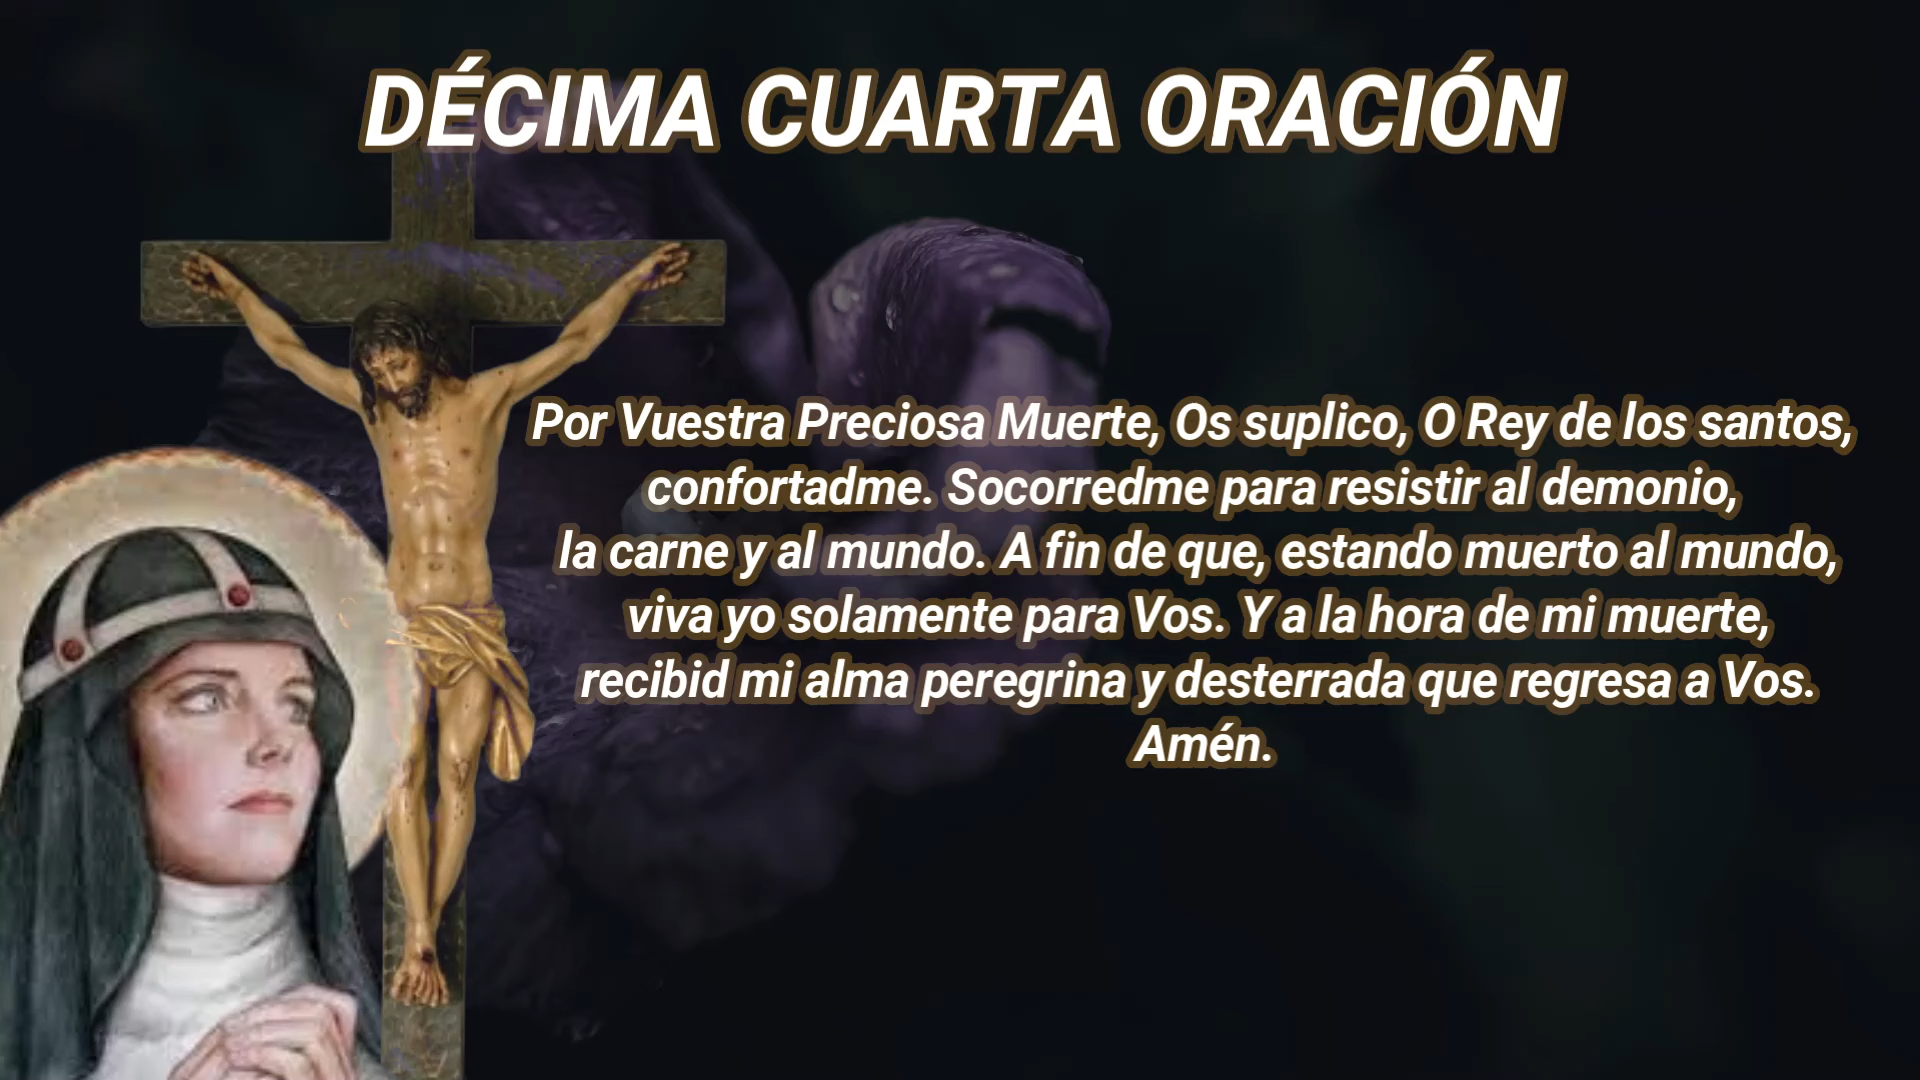 DÉCIMA CUARTA ORACIÓN
Por Vuestra Preciosa Muerte, Os suplico, O Rey de los santos,
confortadme. Socorredme para resistir al demonio,
la carne y al mundo. A fin de que, estando muerto al mundo,
viva yo solamente para Vos. Y a la hora de mi muerte,
recibid mi alma peregrina y desterrada que regresa a Vos.
Amén.